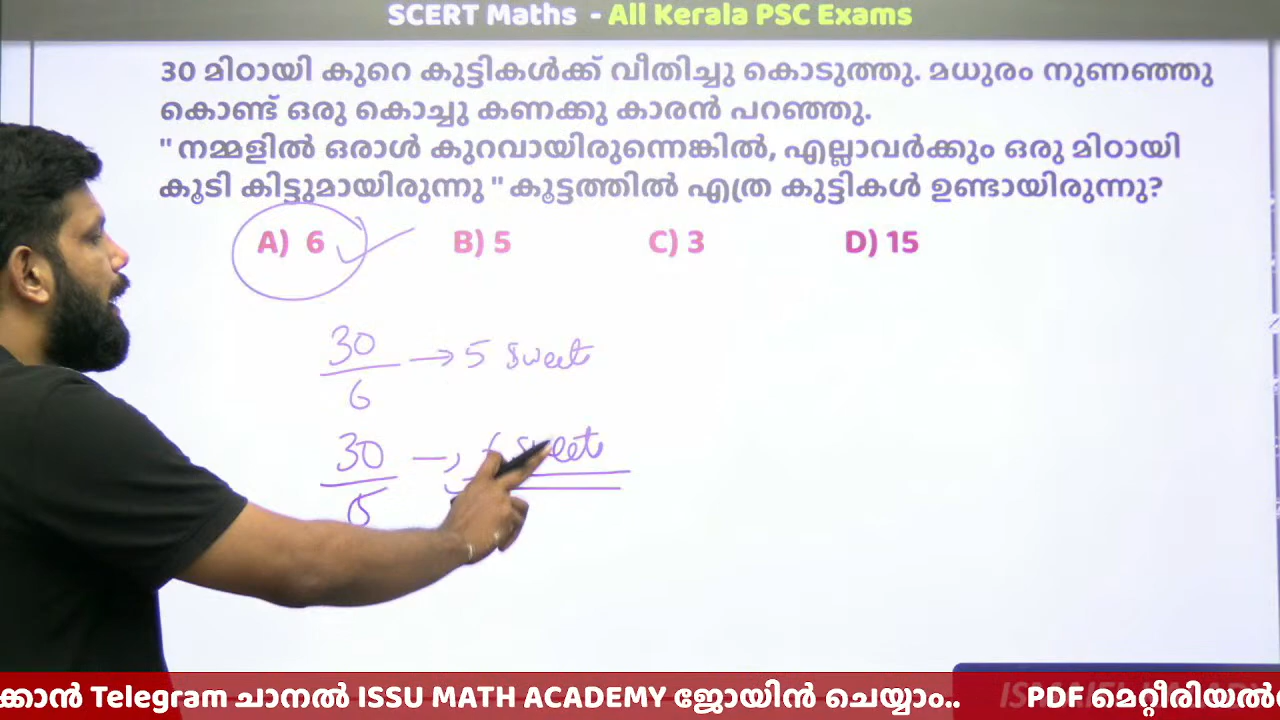 SCERT Maths - All Kerala PSC Exams
30 മിഠായി കുറെ കുട്ടികൾക്ക് വീതിച്ചു കൊടുത്തു. മധുരം നുണഞ്ഞു
കൊണ്ട് ഒരു കൊച്ചു കണക്കു കാരൻ പറഞ്ഞു.
" നമ്മളിൽ ഒരാൾ കുറവായിരുന്നെങ്കിൽ, എല്ലാവർക്കും ഒരു മിഠായി
കൂടി കിട്ടുമായിരുന്നു " കൂട്ടത്തിൽ എത്ര കുട്ടികൾ ഉണ്ടായിരുന്നു?
A) 6 B) 5 C) 3 D) 15
30/6 → 5 sweet
30/5 → sweet
ക്കാൻ Telegram ചാനൽ ISSU MATH ACADEMY ജോയിൻ ചെയ്യാം.. PDF മെറ്റീരിയൽ